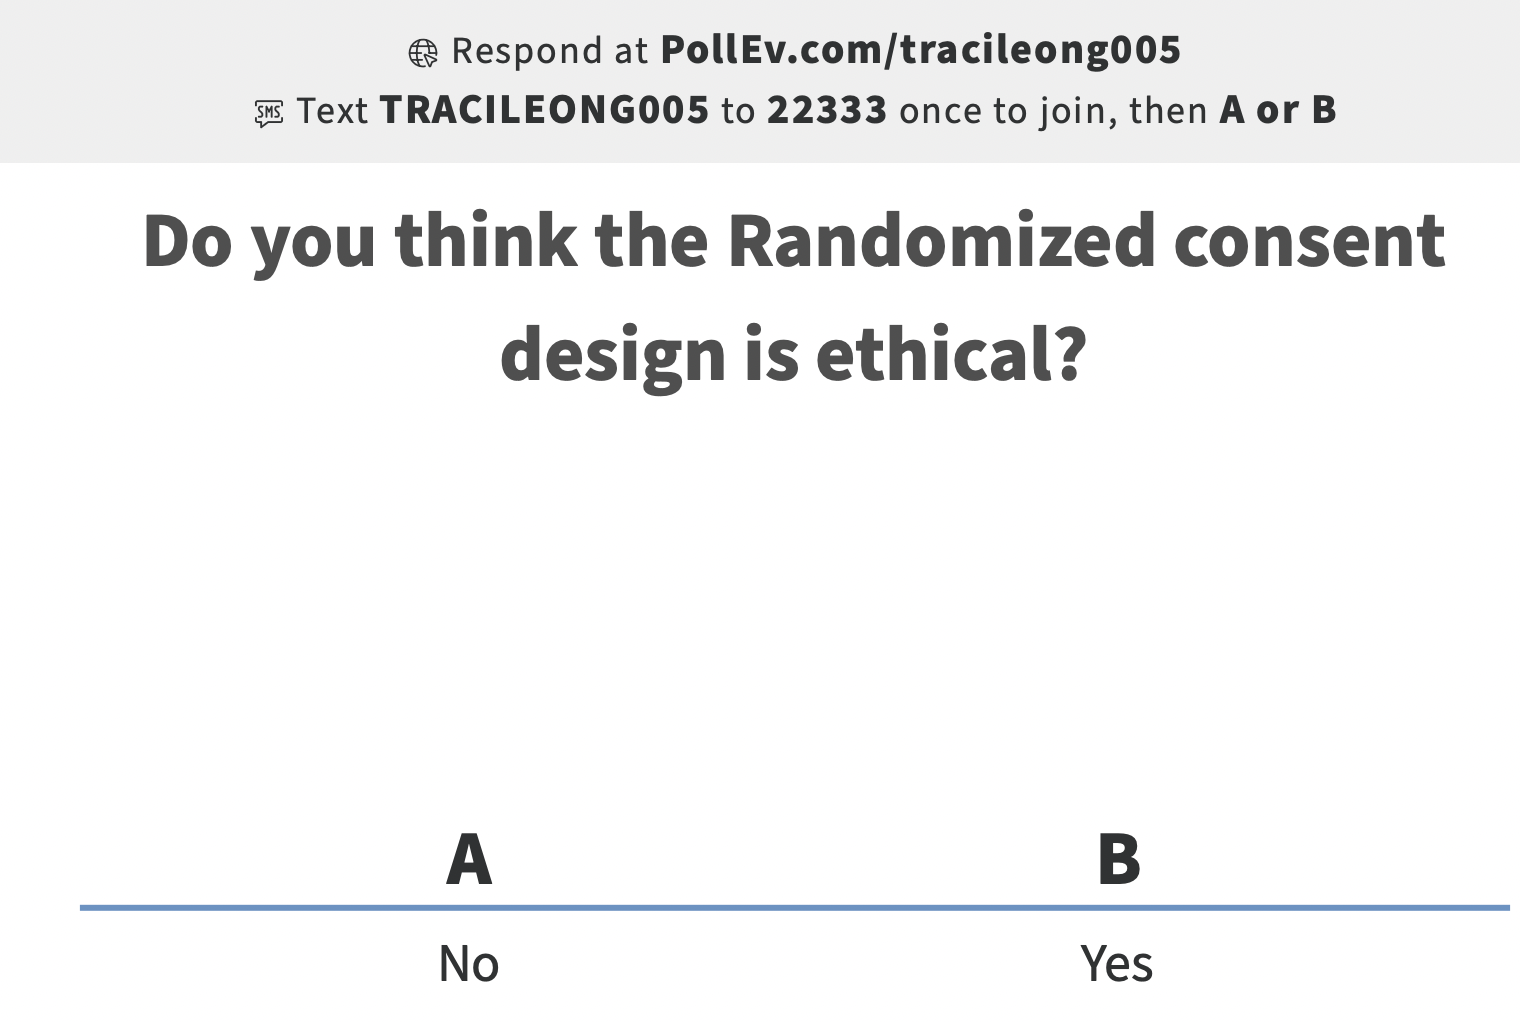 Respond at PollEv.com/tracileong005
SMS Text TRACILEONG005 to 22333 once to join, then A or B
Do you think the Randomized consent
design is ethical?
A B
No Yes